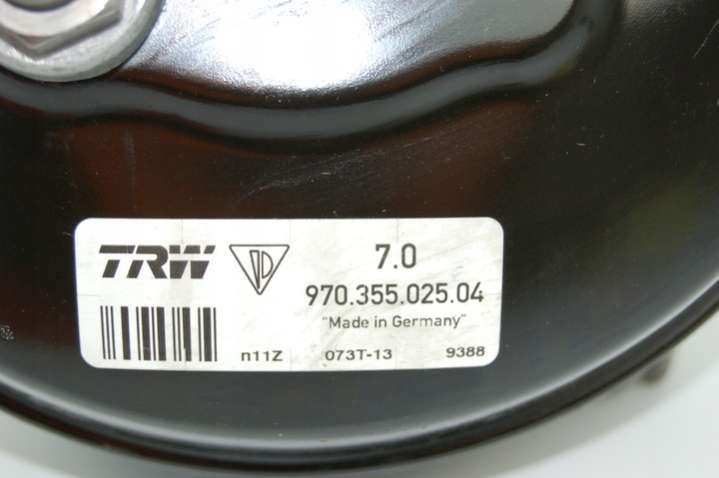 TRW 7.0
970.355.025.04
"Made in Germany"
n11Z 073T-13 9388